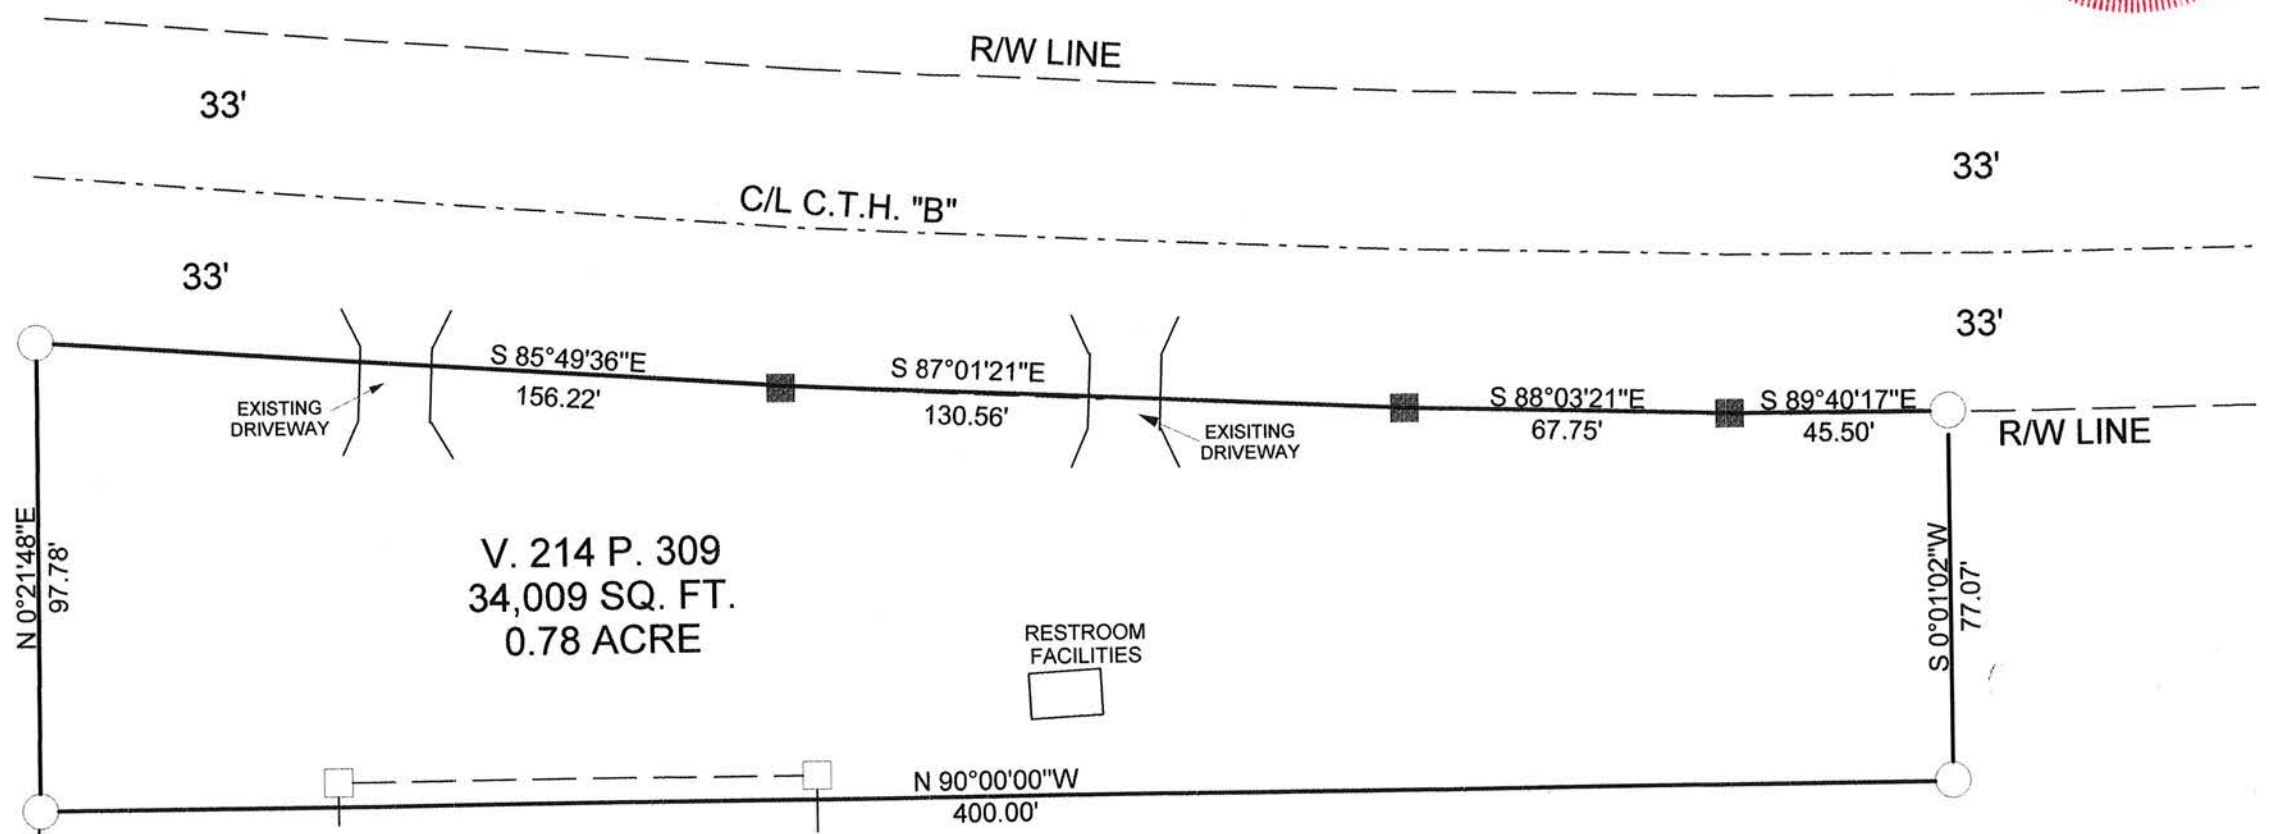 R/W LINE
33'
33'
C/L C.T.H. "B"
33'
33'
S 85°49'36"E
156.22'
S 87°01'21"E
130.56'
S 88°03'21"E
67.75'
S 89°40'17"E
45.50'
R/W LINE
EXISTING
DRIVEWAY
EXISITING
DRIVEWAY
N 0°21'48"E
97.78'
V. 214 P. 309
34,009 SQ. FT.
0.78 ACRE
RESTROOM
FACILITIES
S 0°01'02"W
77.07'
N 90°00'00"W
400.00'